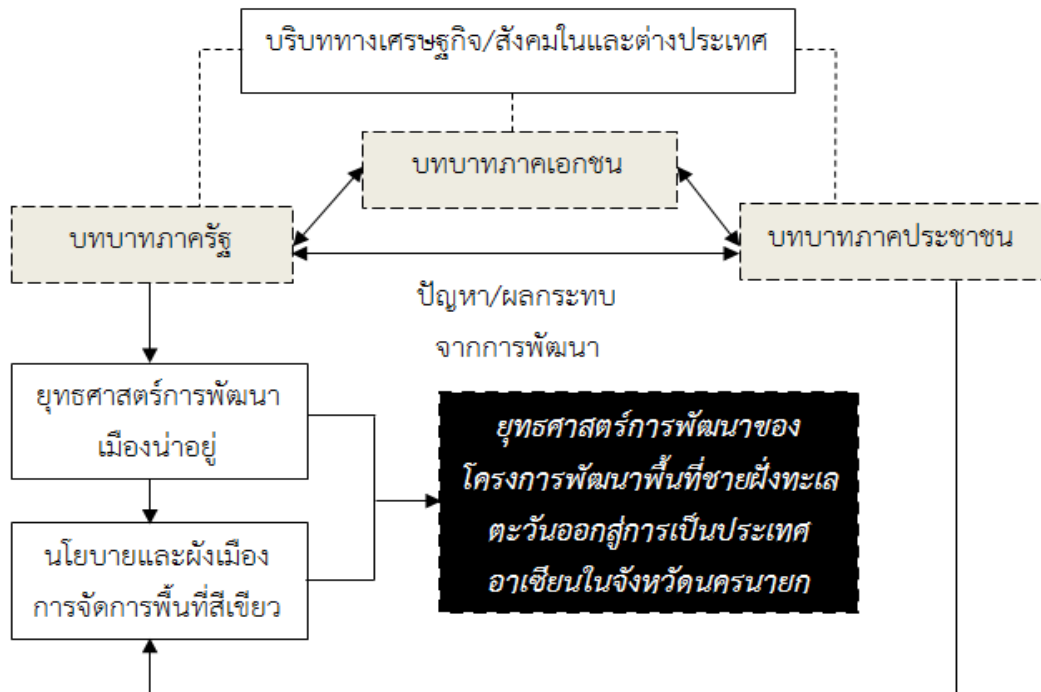 บริบททางเศรษฐกิจ/สังคมในและต่างประเทศ
บทบาทภาคเอกชน
บทบาทภาครัฐ
บทบาทภาคประชาชน
ปัญหา/ผลกระทบ
จากการพัฒนา
ยุทธศาสตร์การพัฒนา
เมืองน่าอยู่
ยุทธศาสตร์การพัฒนาของ
โครงการพัฒนาพื้นที่ชายฝั่งทะเล
ตะวันออกสู่การเป็นประเทศ
อาเซียนในจังหวัดนครนายก
นโยบายและผังเมือง
การจัดการพื้นที่สีเขียว